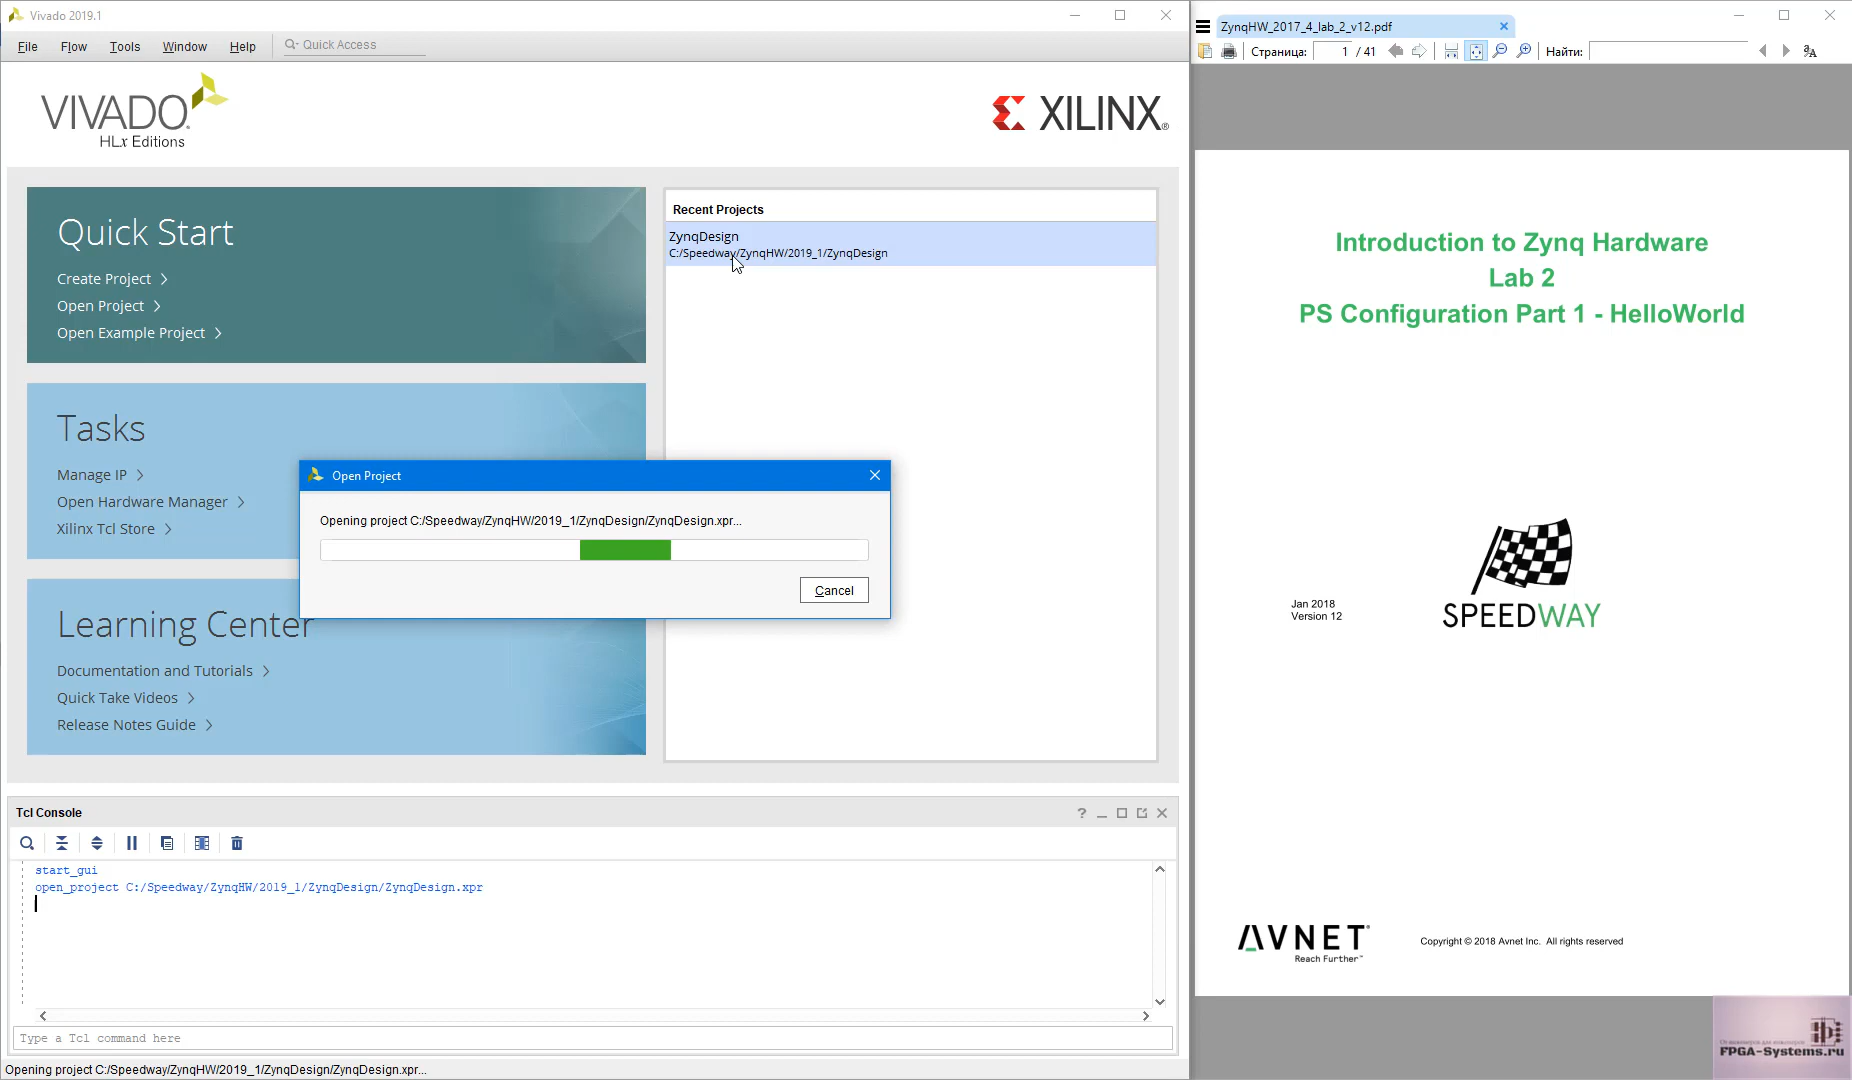 Vivado 2019.1
File Flow Tools Window Help Quick Access
VIVADO
HLx Editions
XILINX®
Quick Start
Create Project
Open Project
Open Example Project
Tasks
Manage IP
Open Hardware Manager
Xilinx Tcl Store
Learning Center
Documentation and Tutorials
Quick Take Videos
Release Notes Guide
Recent Projects
ZynqDesign
C:/Speedway/ZynqHW/2019_1/ZynqDesign
Open Project
Opening project C:/Speedway/ZynqHW/2019_1/ZynqDesign/ZynqDesign.xpr...
Cancel
Tcl Console
start_gui
open_project C:/Speedway/ZynqHW/2019_1/ZynqDesign/ZynqDesign.xpr
Type a Tcl command here
Opening project C:/Speedway/ZynqHW/2019_1/ZynqDesign/ZynqDesign.xpr...
ZynqHW_2017_4_lab_2_v12.pdf
Страница: 1 / 41 Найти:
Introduction to Zynq Hardware
Lab 2
PS Configuration Part 1 - HelloWorld
Jan 2018
Version 12
SPEEDWAY
AVNET®
Reach Further™
Copyright © 2018 Avnet Inc. All rights reserved
FPGA-Systems.ru